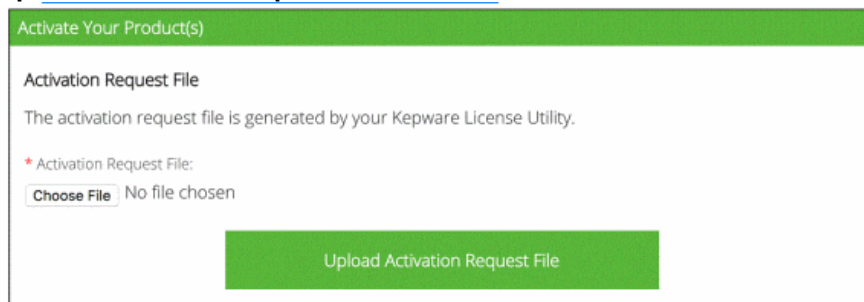 Activate Your Product(s)
Activation Request File
The activation request file is generated by your Kepware License Utility.
* Activation Request File:
Choose File No file chosen
Upload Activation Request File